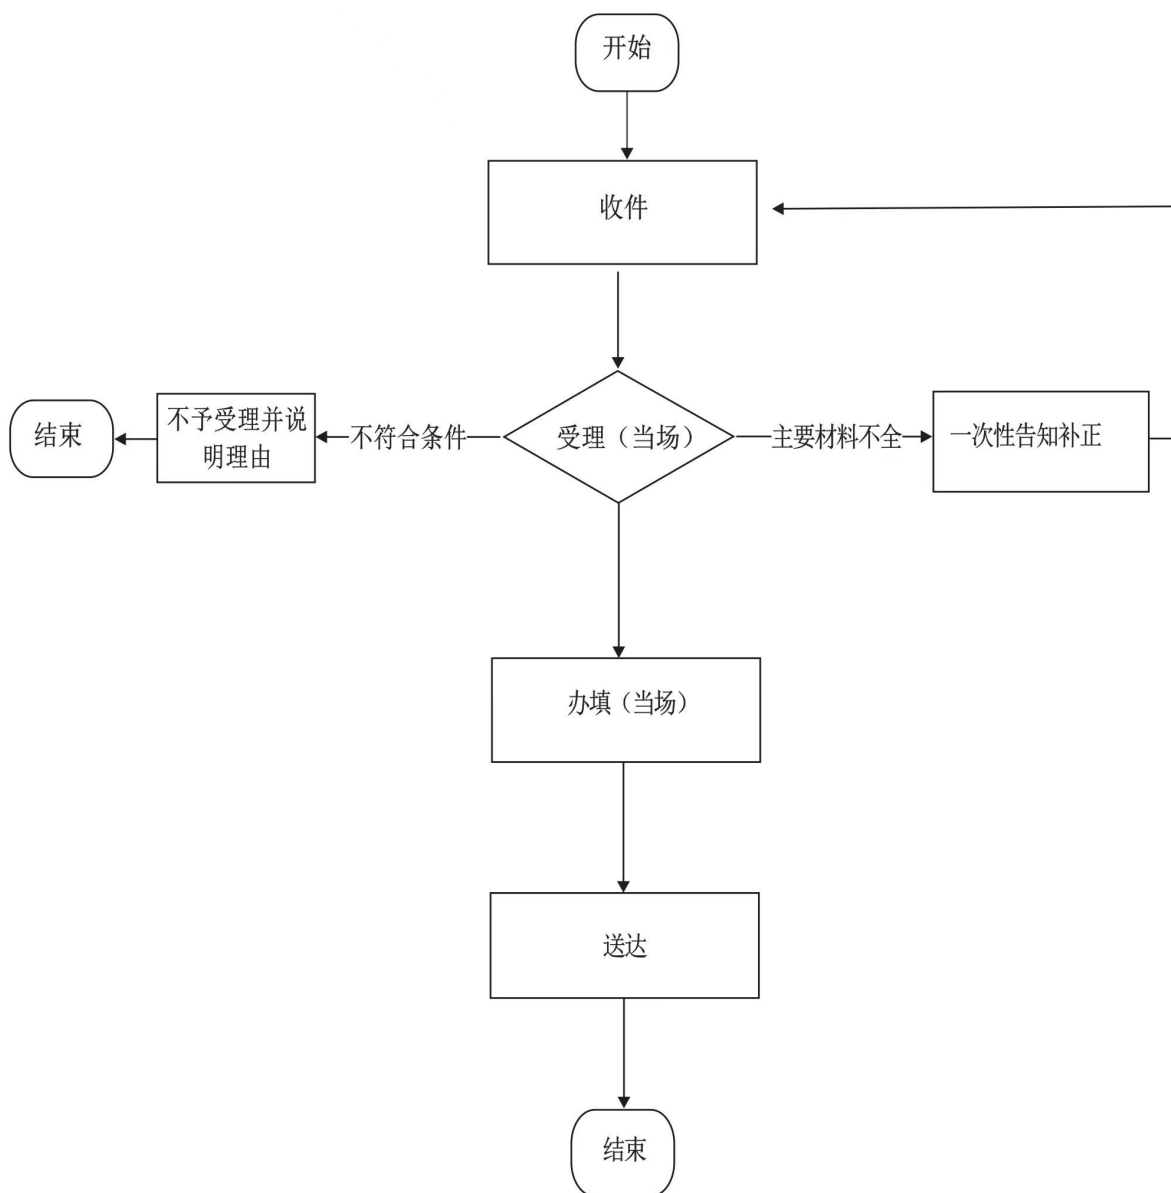 开始
收件
结束
不予受理并说
明理由
不符合条件
受理（当场）
主要材料不全
一次性告知补正
办填（当场）
送达
结束